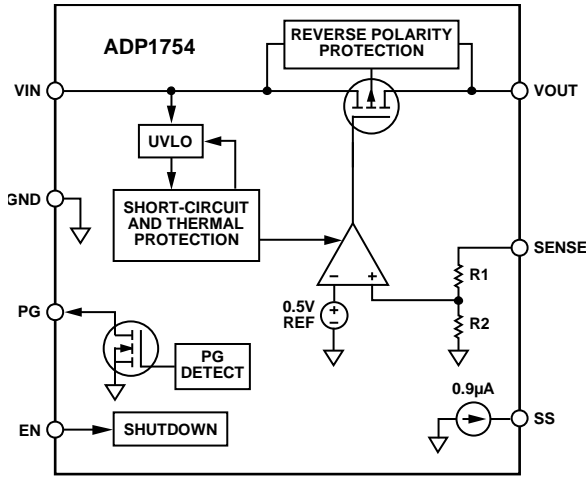 ADP1754
REVERSE POLARITY
PROTECTION
VIN
VOUT
UVLO
GND
SHORT-CIRCUIT
AND THERMAL
PROTECTION
SENSE
R1
– +
0.5V
REF
+
–
R2
PG
PG
DETECT
0.9µA
EN
SHUTDOWN
SS